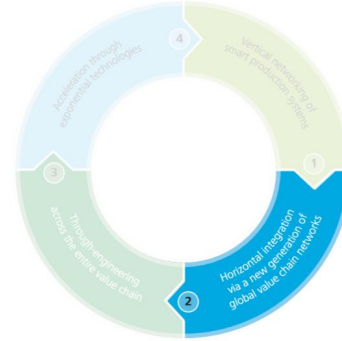 4
Acceleration through
exponential technologies
Vertical networking of
smart production systems
1
3
Through-engineering
across the entire value chain
Horizontal integration
via a new generation of
global value chain networks
2